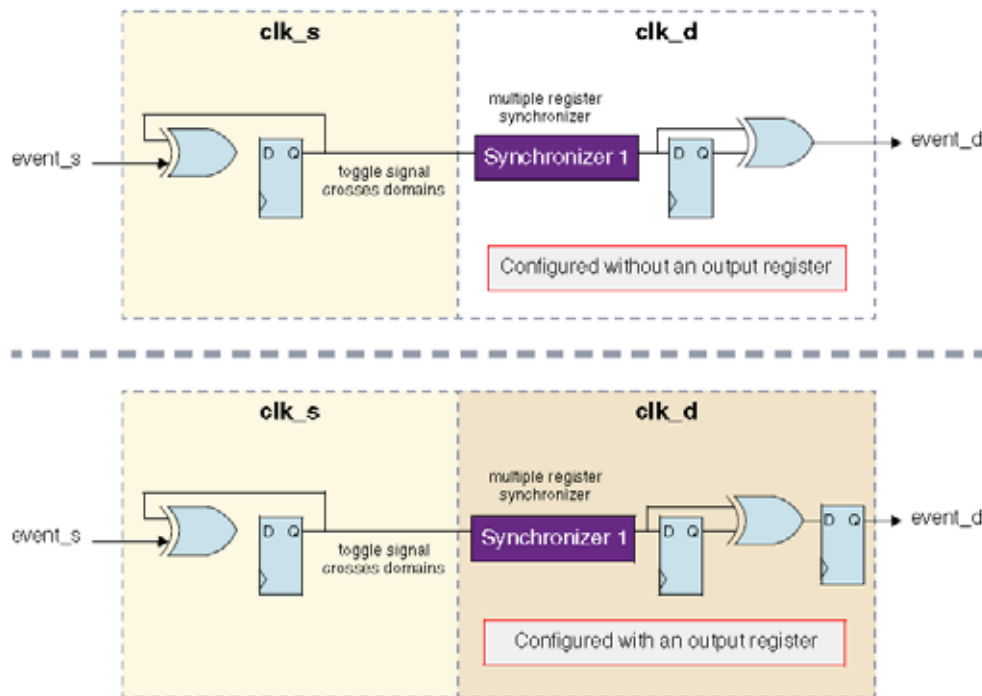 clk_s
clk_d
multiple register
synchronizer
event_s
D Q
toggle signal
crosses domains
Synchronizer 1
D Q
event_d
Configured without an output register
clk_s
clk_d
multiple register
synchronizer
event_s
D Q
toggle signal
crosses domains
Synchronizer 1
D Q
D Q
event_d
Configured with an output register